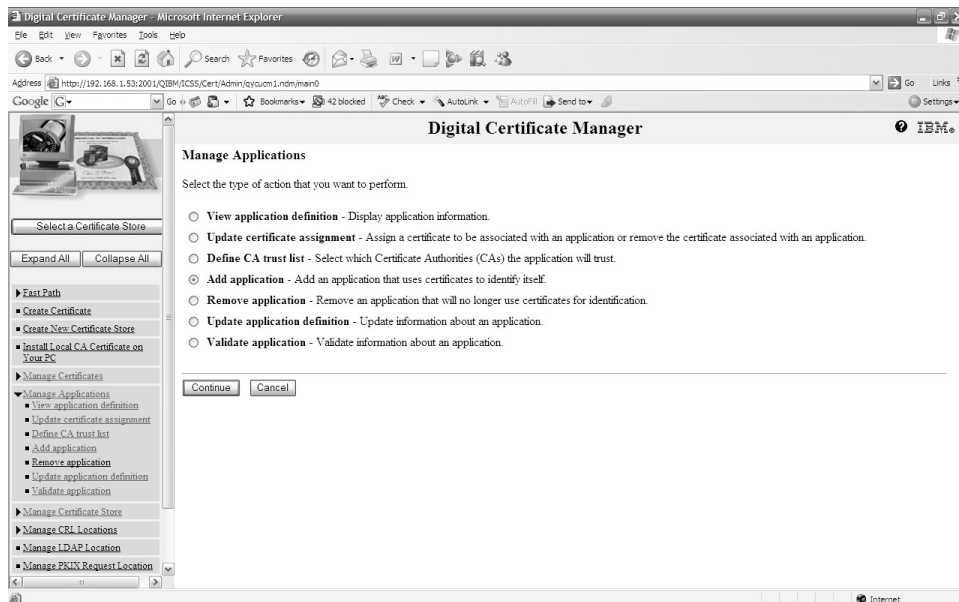 Digital Certificate Manager - Microsoft Internet Explorer
File Edit View Favorites Tools Help
Back Search Favorites
Address http://192.168.1.53:2001/QIBM/ICSS/Cert/Admin/qycucm1.ndm/main0 Go Links
Google G Go Bookmarks 42 blocked Check AutoLink AutoFill Send to Settings
Digital Certificate Manager
IBM
Select a Certificate Store
Expand All Collapse All
Fast Path
Create Certificate
Create New Certificate Store
Install Local CA Certificate on
Your PC
Manage Certificates
Manage Applications
View application definition
Update certificate assignment
Define CA trust list
Add application
Remove application
Update application definition
Validate application
Manage Certificate Store
Manage CRL Locations
Manage LDAP Location
Manage PKIX Request Location
Manage Applications
Select the type of action that you want to perform.
View application definition - Display application information.
Update certificate assignment - Assign a certificate to be associated with an application or remove the certificate associated with an application.
Define CA trust list - Select which Certificate Authorities (CAs) the application will trust.
Add application - Add an application that uses certificates to identify itself.
Remove application - Remove an application that will no longer use certificates for identification.
Update application definition - Update information about an application.
Validate application - Validate information about an application.
Continue Cancel
Internet